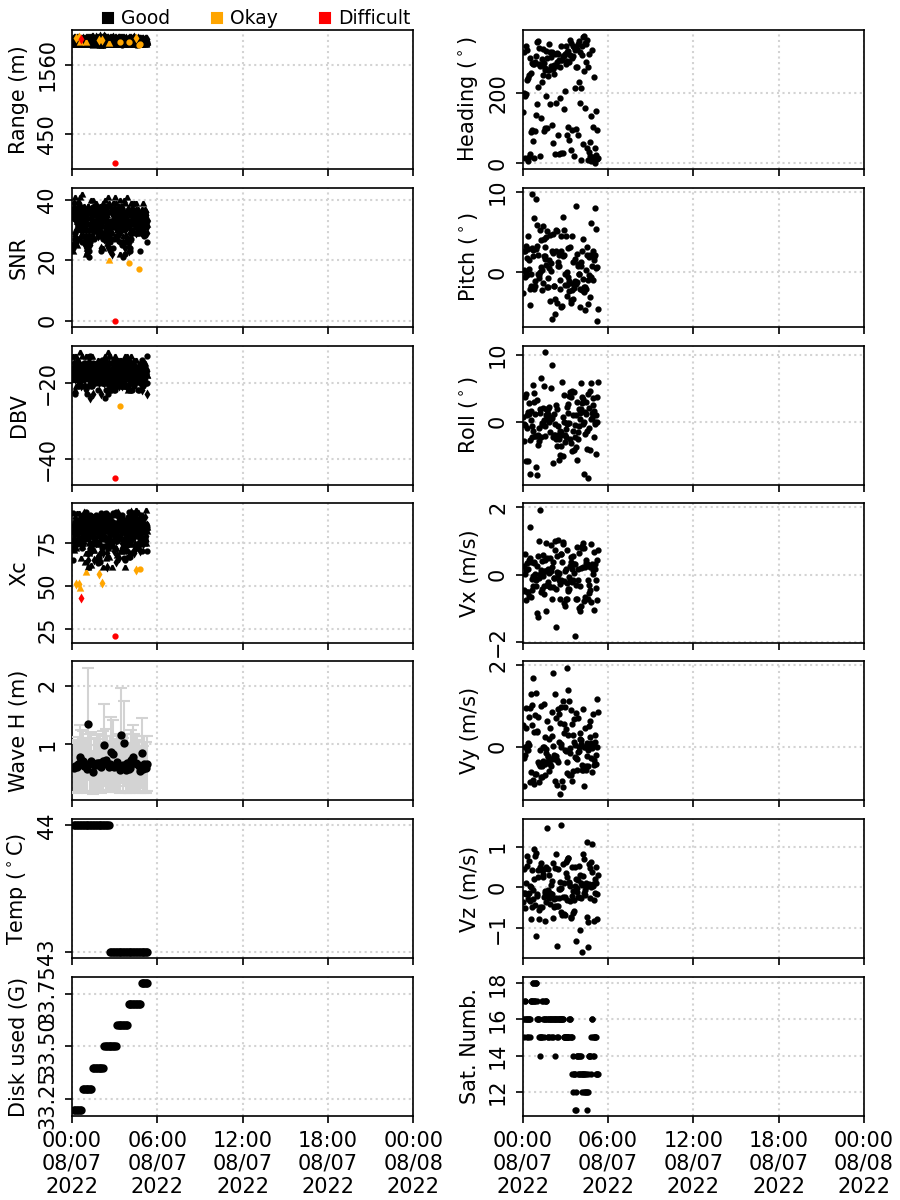 Good Okay Difficult
Range (m)
1560
450
Heading (°)
200
0
SNR
40
20
0
Pitch (°)
10
0
DBV
−20
−40
Roll (°)
10
0
Xc
75
50
25
Vx (m/s)
2
0
−2
Wave H (m)
2
1
Vy (m/s)
2
0
Temp (°C)
44
43
Vz (m/s)
1
0
−1
Disk used (G)
33.75
33.50
33.25
Sat. Numb.
18
16
14
12
00:00 06:00 12:00 18:00 00:00
08/07 08/07 08/07 08/07 08/08
2022 2022 2022 2022 2022
00:00 06:00 12:00 18:00 00:00
08/07 08/07 08/07 08/07 08/08
2022 2022 2022 2022 2022